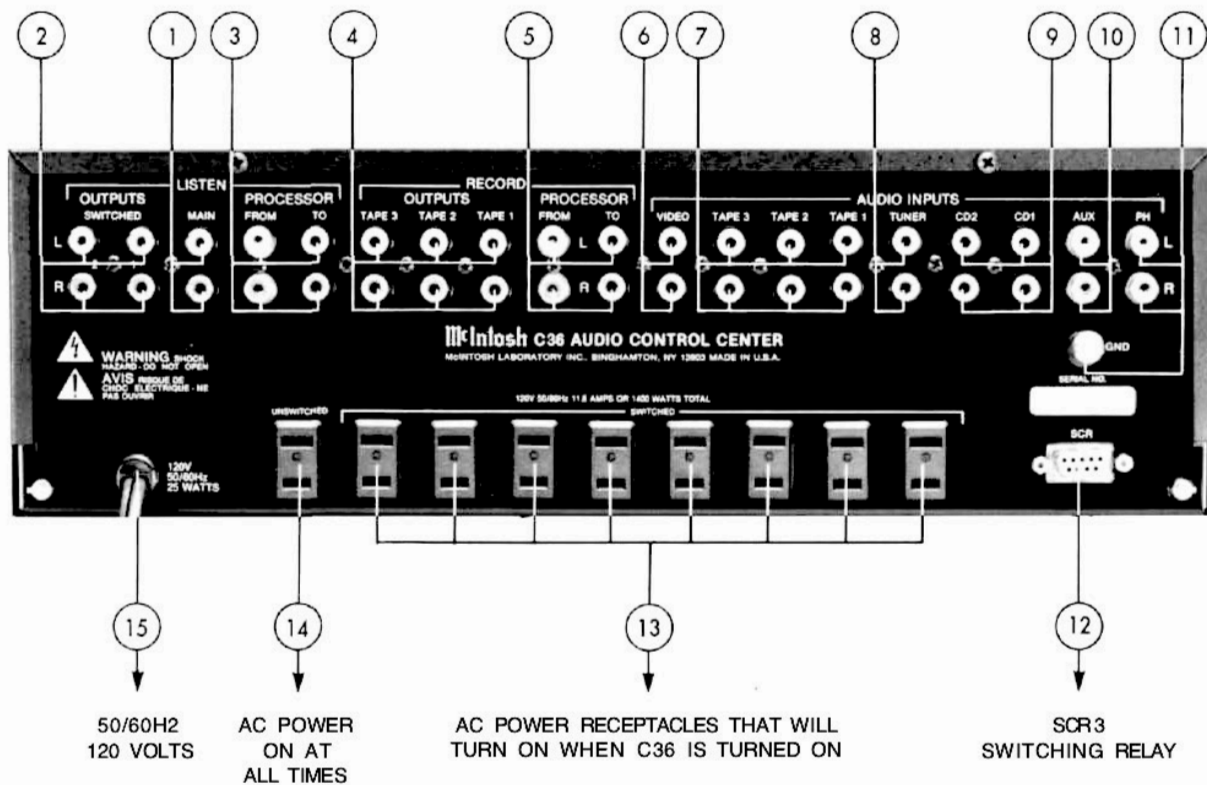 2 1 3 4 5 6 7 8 9 10 11
LISTEN RECORD
OUTPUTS PROCESSOR OUTPUTS PROCESSOR AUDIO INPUTS
SWITCHED MAIN FROM TO TAPE 3 TAPE 2 TAPE 1 FROM TO VIDEO TAPE 3 TAPE 2 TAPE 1 TUNER CD2 CD1 AUX PH
L L L
R R R
McIntosh C36 AUDIO CONTROL CENTER
McINTOSH LABORATORY INC., BINGHAMTON, NY 13903 MADE IN U.S.A.
GND
SERIAL NO.
WARNING SHOCK
HAZARD - DO NOT OPEN
AVIS RISQUE DE
CHOC ELECTRIQUE - NE
PAS OUVRIR
120V 50/60Hz 11.6 AMPS OR 1400 WATTS TOTAL
UNSWITCHED SWITCHED
SCR
120V
50/60Hz
25 WATTS
15 14 13 12
50/60H2
120 VOLTS
AC POWER
ON AT
ALL TIMES
AC POWER RECEPTACLES THAT WILL
TURN ON WHEN C36 IS TURNED ON
SCR3
SWITCHING RELAY